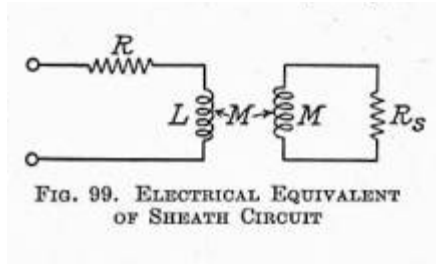 R
L M M R_S
FIG. 99. ELECTRICAL EQUIVALENT
OF SHEATH CIRCUIT